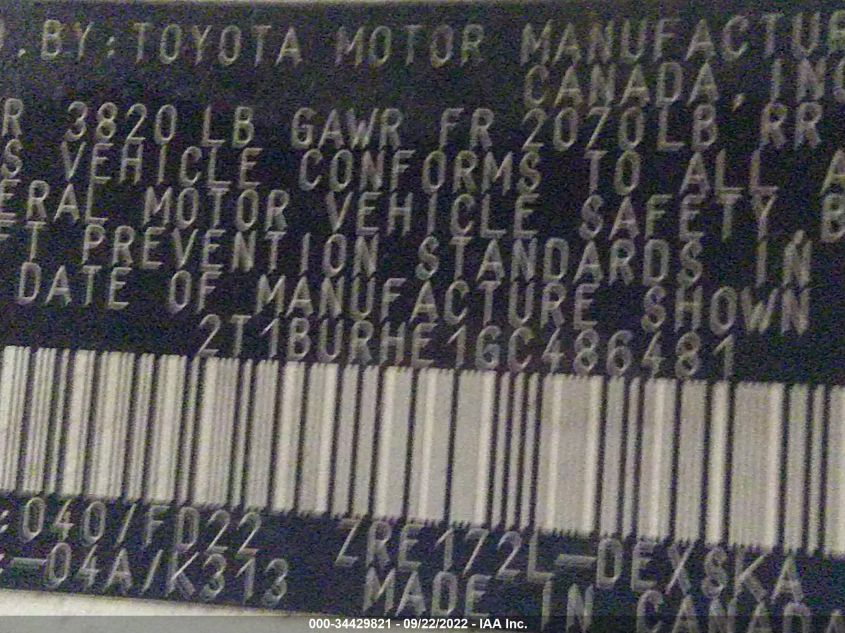 .BY:TOYOTA MOTOR MANUFACTUR
CANADA,INC
R 3820 LB GAWR FR 2070LB RR
S VEHICLE CONFORMS TO ALL A
ERAL MOTOR VEHICLE SAFETY, B
FT PREVENTION STANDARDS IN
DATE OF MANUFACTURE SHOWN
2T1BURHE1GC486481
:040/FD22 ZRE172L-DEXSKA
:-04A/K313 MADE IN CANADA
000-34429821 - 09/22/2022 - IAA Inc.